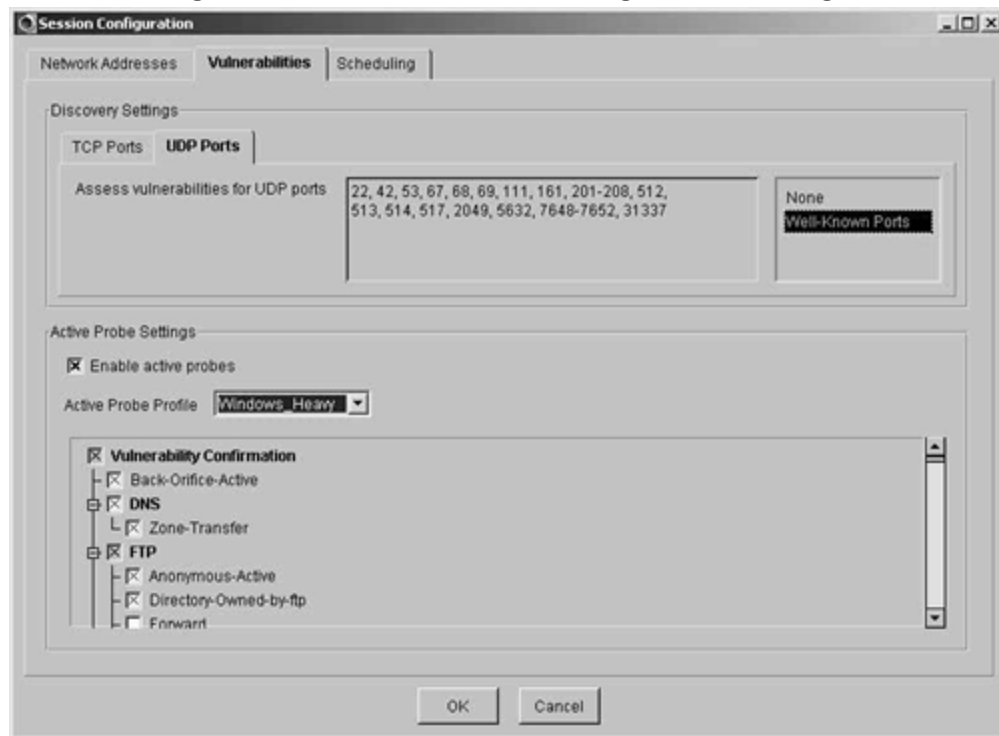 Session Configuration
Network Addresses Vulnerabilities Scheduling
Discovery Settings
TCP Ports UDP Ports
Assess vulnerabilities for UDP ports
22, 42, 53, 67, 68, 69, 111, 161, 201-208, 512,
513, 514, 517, 2049, 5632, 7648-7652, 31337
None
Well-Known Ports
Active Probe Settings
Enable active probes
Active Probe Profile Windows_Heavy
Vulnerability Confirmation
Back-Orifice-Active
DNS
Zone-Transfer
FTP
Anonymous-Active
Directory-Owned-by-ftp
Forward
OK Cancel